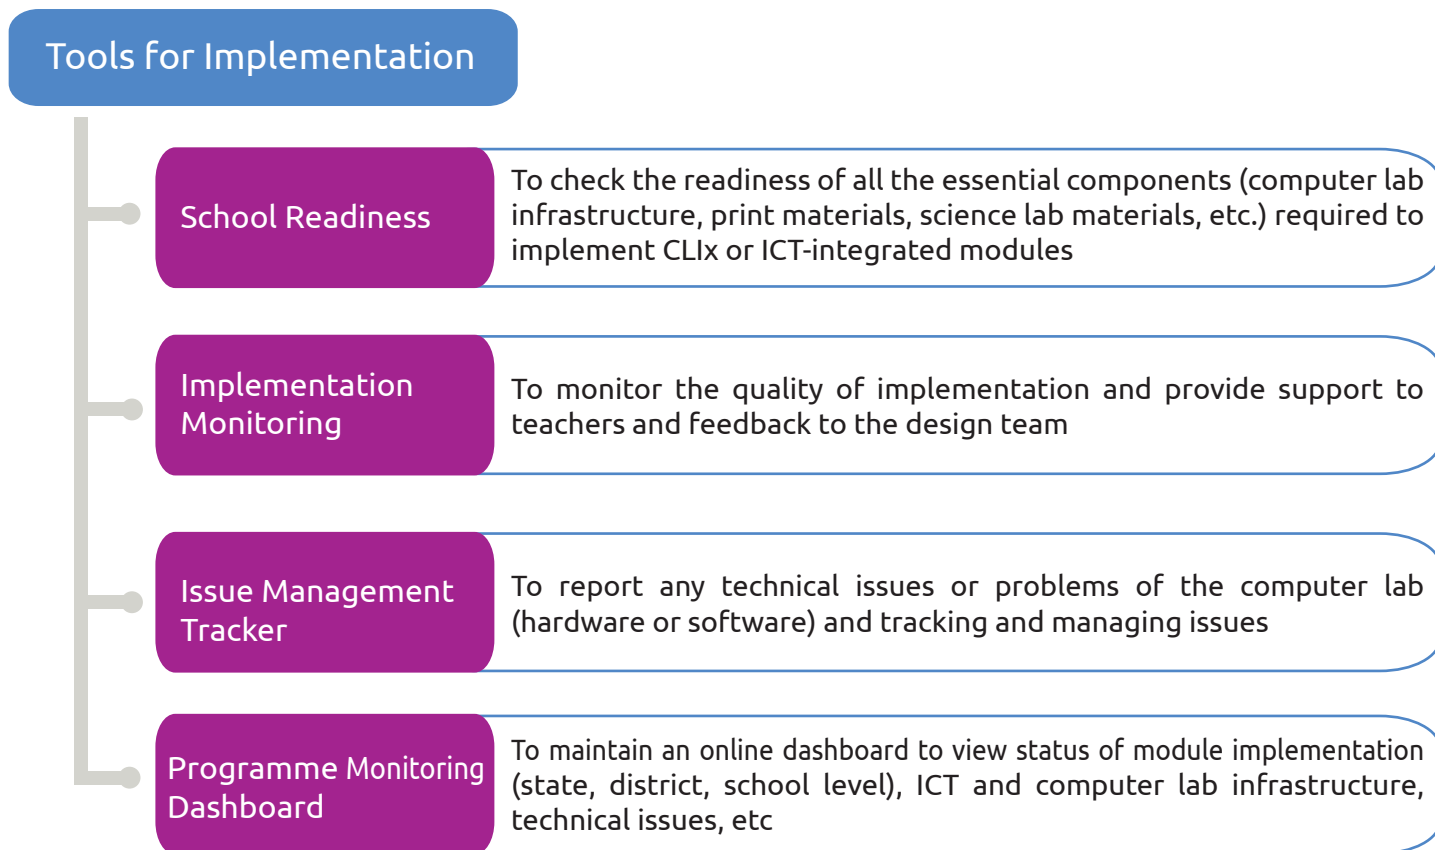 Tools for Implementation
School Readiness
To check the readiness of all the essential components (computer lab
infrastructure, print materials, science lab materials, etc.) required to
implement CLIx or ICT-integrated modules
Implementation
Monitoring
To monitor the quality of implementation and provide support to
teachers and feedback to the design team
Issue Management
Tracker
To report any technical issues or problems of the computer lab
(hardware or software) and tracking and managing issues
Programme Monitoring
Dashboard
To maintain an online dashboard to view status of module implementation
(state, district, school level), ICT and computer lab infrastructure,
technical issues, etc